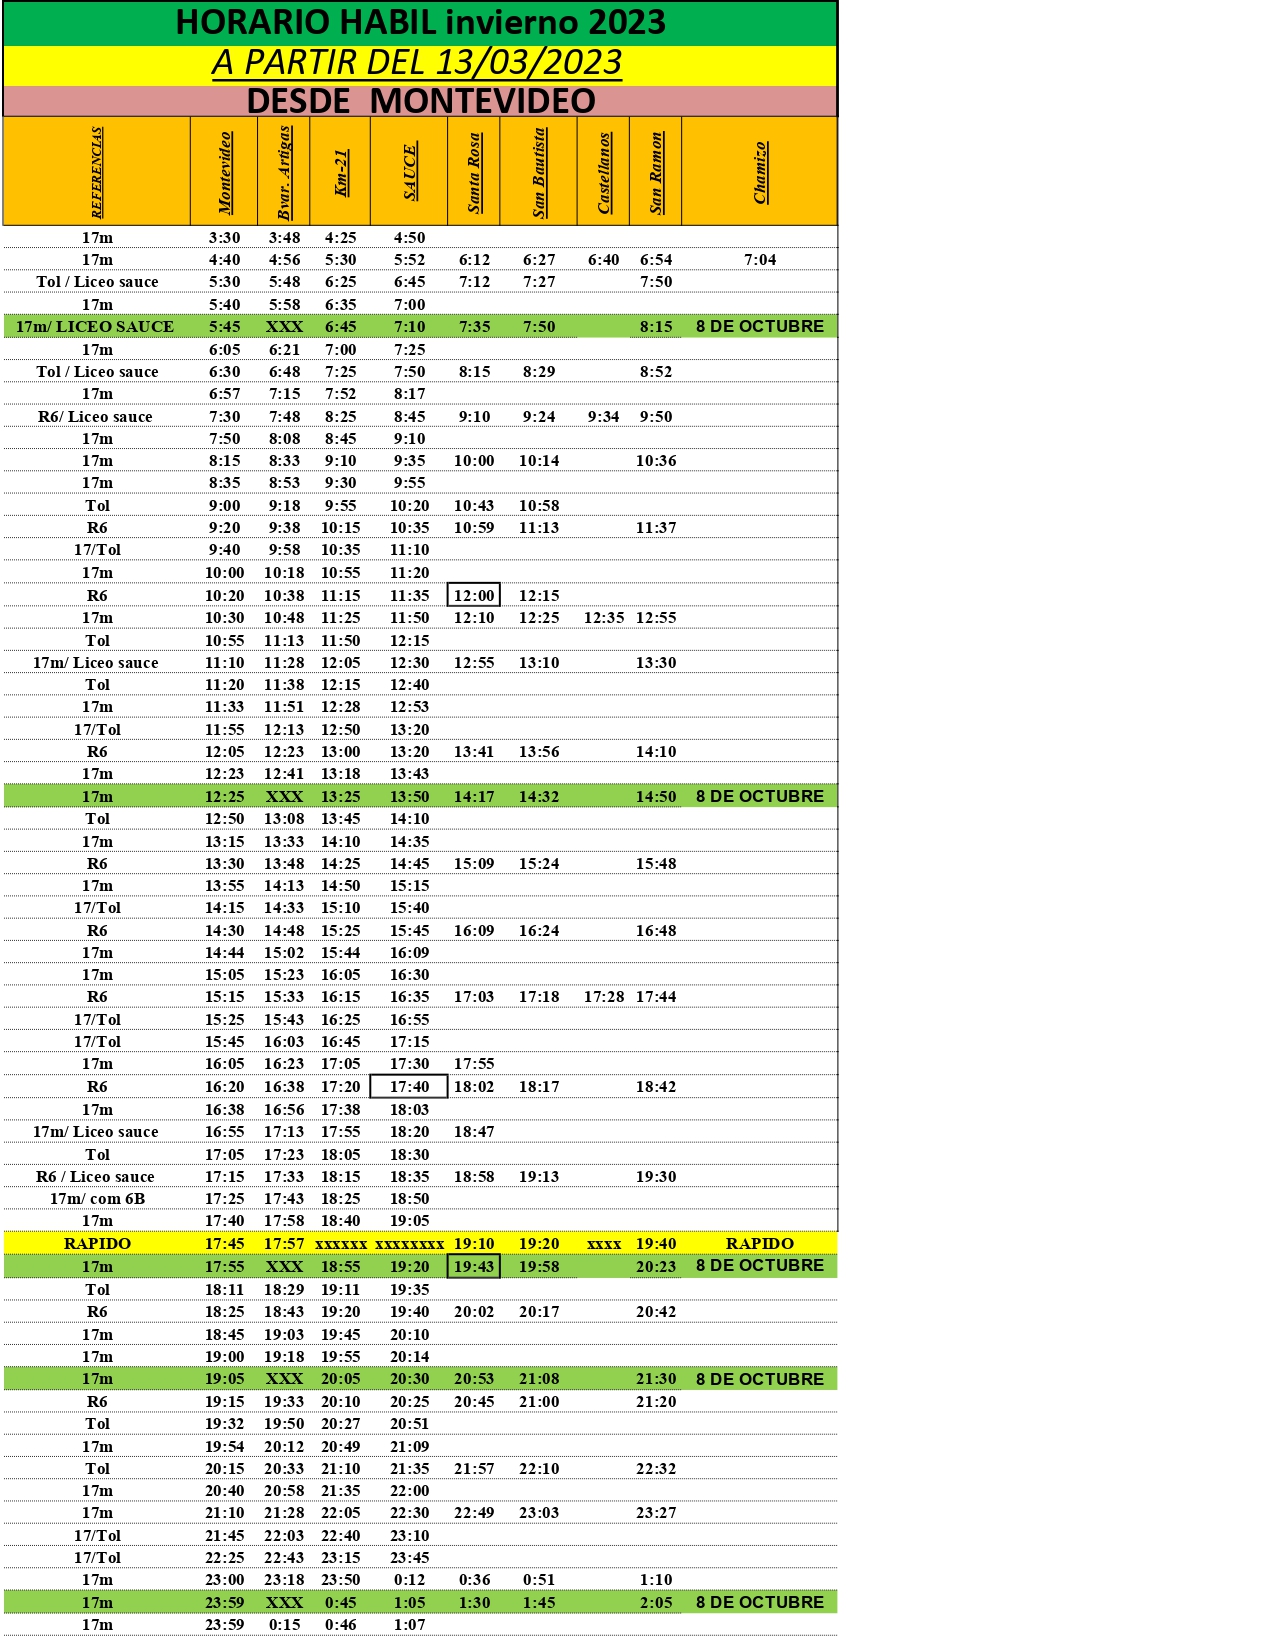 HORARIO HABIL invierno 2023
A PARTIR DEL 13/03/2023
DESDE MONTEVIDEO
REFERENCIAS Montevideo Bvar. Artigas Km-21 SAUCE Santa Rosa San Bautista Castellanos San Ramon Chamizo
17m 3:30 3:48 4:25 4:50
17m 4:40 4:56 5:30 5:52 6:12 6:27 6:40 6:54 7:04
Tol / Liceo sauce 5:30 5:48 6:25 6:45 7:12 7:27 7:50
17m 5:40 5:58 6:35 7:00
17m/ LICEO SAUCE 5:45 XXX 6:45 7:10 7:35 7:50 8:15 8 DE OCTUBRE
17m 6:05 6:21 7:00 7:25
Tol / Liceo sauce 6:30 6:48 7:25 7:50 8:15 8:29 8:52
17m 6:57 7:15 7:52 8:17
R6/ Liceo sauce 7:30 7:48 8:25 8:45 9:10 9:24 9:34 9:50
17m 7:50 8:08 8:45 9:10
17m 8:15 8:33 9:10 9:35 10:00 10:14 10:36
17m 8:35 8:53 9:30 9:55
Tol 9:00 9:18 9:55 10:20 10:43 10:58
R6 9:20 9:38 10:15 10:35 10:59 11:13 11:37
17/Tol 9:40 9:58 10:35 11:10
17m 10:00 10:18 10:55 11:20
R6 10:20 10:38 11:15 11:35 12:00 12:15
17m 10:30 10:48 11:25 11:50 12:10 12:25 12:35 12:55
Tol 10:55 11:13 11:50 12:15
17m/ Liceo sauce 11:10 11:28 12:05 12:30 12:55 13:10 13:30
Tol 11:20 11:38 12:15 12:40
17m 11:33 11:51 12:28 12:53
17/Tol 11:55 12:13 12:50 13:20
R6 12:05 12:23 13:00 13:20 13:41 13:56 14:10
17m 12:23 12:41 13:18 13:43
17m 12:25 XXX 13:25 13:50 14:17 14:32 14:50 8 DE OCTUBRE
Tol 12:50 13:08 13:45 14:10
17m 13:15 13:33 14:10 14:35
R6 13:30 13:48 14:25 14:45 15:09 15:24 15:48
17m 13:55 14:13 14:50 15:15
17/Tol 14:15 14:33 15:10 15:40
R6 14:30 14:48 15:25 15:45 16:09 16:24 16:48
17m 14:44 15:02 15:44 16:09
17m 15:05 15:23 16:05 16:30
R6 15:15 15:33 16:15 16:35 17:03 17:18 17:28 17:44
17/Tol 15:25 15:43 16:25 16:55
17/Tol 15:45 16:03 16:45 17:15
17m 16:05 16:23 17:05 17:30 17:55
R6 16:20 16:38 17:20 17:40 18:02 18:17 18:42
17m 16:38 16:56 17:38 18:03
17m/ Liceo sauce 16:55 17:13 17:55 18:20 18:47
Tol 17:05 17:23 18:05 18:30
R6 / Liceo sauce 17:15 17:33 18:15 18:35 18:58 19:13 19:30
17m/ com 6B 17:25 17:43 18:25 18:50
17m 17:40 17:58 18:40 19:05
RAPIDO 17:45 17:57 xxxxxx xxxxxxxx 19:10 19:20 xxxx 19:40 RAPIDO
17m 17:55 XXX 18:55 19:20 19:43 19:58 20:23 8 DE OCTUBRE
Tol 18:11 18:29 19:11 19:35
R6 18:25 18:43 19:20 19:40 20:02 20:17 20:42
17m 18:45 19:03 19:45 20:10
17m 19:00 19:18 19:55 20:14
17m 19:05 XXX 20:05 20:30 20:53 21:08 21:30 8 DE OCTUBRE
R6 19:15 19:33 20:10 20:25 20:45 21:00 21:20
Tol 19:32 19:50 20:27 20:51
17m 19:54 20:12 20:49 21:09
Tol 20:15 20:33 21:10 21:35 21:57 22:10 22:32
17m 20:40 20:58 21:35 22:00
17m 21:10 21:28 22:05 22:30 22:49 23:03 23:27
17/Tol 21:45 22:03 22:40 23:10
17/Tol 22:25 22:43 23:15 23:45
17m 23:00 23:18 23:50 0:12 0:36 0:51 1:10
17m 23:59 XXX 0:45 1:05 1:30 1:45 2:05 8 DE OCTUBRE
17m 23:59 0:15 0:46 1:07